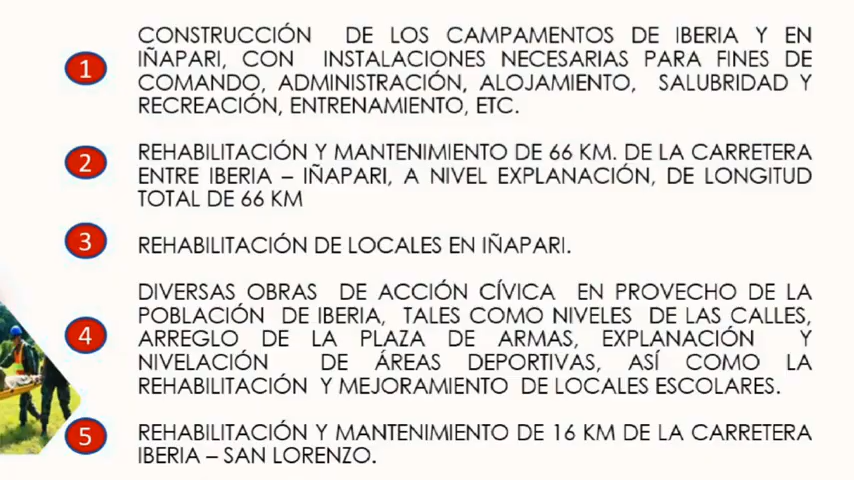 1
CONSTRUCCIÓN DE LOS CAMPAMENTOS DE IBERIA Y EN
IÑAPARI, CON INSTALACIONES NECESARIAS PARA FINES DE
COMANDO, ADMINISTRACIÓN, ALOJAMIENTO, SALUBRIDAD Y
RECREACIÓN, ENTRENAMIENTO, ETC.
2
REHABILITACIÓN Y MANTENIMIENTO DE 66 KM. DE LA CARRETERA
ENTRE IBERIA – IÑAPARI, A NIVEL EXPLANACIÓN, DE LONGITUD
TOTAL DE 66 KM
3
REHABILITACIÓN DE LOCALES EN IÑAPARI.
4
DIVERSAS OBRAS DE ACCIÓN CÍVICA EN PROVECHO DE LA
POBLACIÓN DE IBERIA, TALES COMO NIVELES DE LAS CALLES,
ARREGLO DE LA PLAZA DE ARMAS, EXPLANACIÓN Y
NIVELACIÓN DE ÁREAS DEPORTIVAS, ASÍ COMO LA
REHABILITACIÓN Y MEJORAMIENTO DE LOCALES ESCOLARES.
5
REHABILITACIÓN Y MANTENIMIENTO DE 16 KM DE LA CARRETERA
IBERIA – SAN LORENZO.